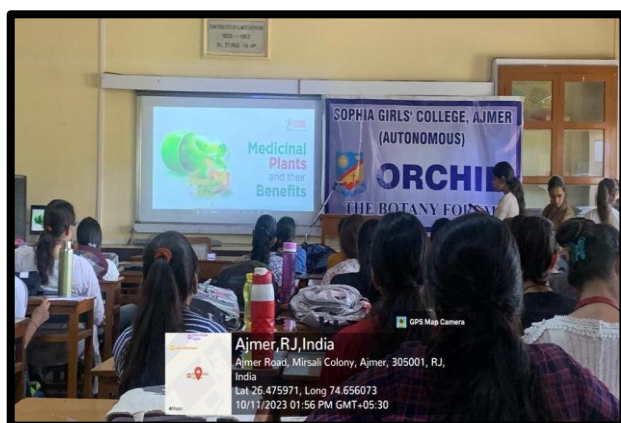 Medicinal
Plants
and their
Benefits
SOPHIA GIRLS' COLLEGE, AJMER
(AUTONOMOUS)
ORCHI
THE BOTANY FO
GPS Map Camera
Ajmer,RJ,India
Ajmer Road, Mirsali Colony, Ajmer, 305001, RJ,
India
Lat 26.475971, Long 74.656073
10/11/2023 01:56 PM GMT+05:30